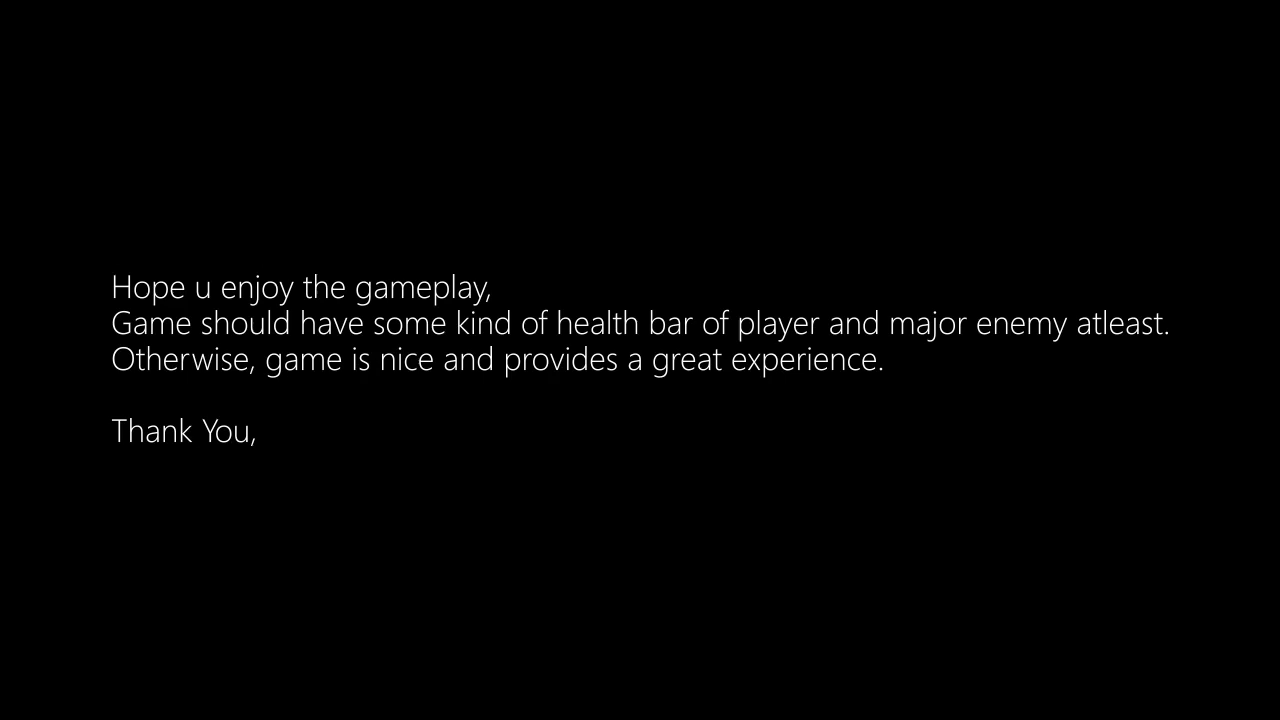 Hope u enjoy the gameplay,
Game should have some kind of health bar of player and major enemy atleast.
Otherwise, game is nice and provides a great experience.
Thank You,